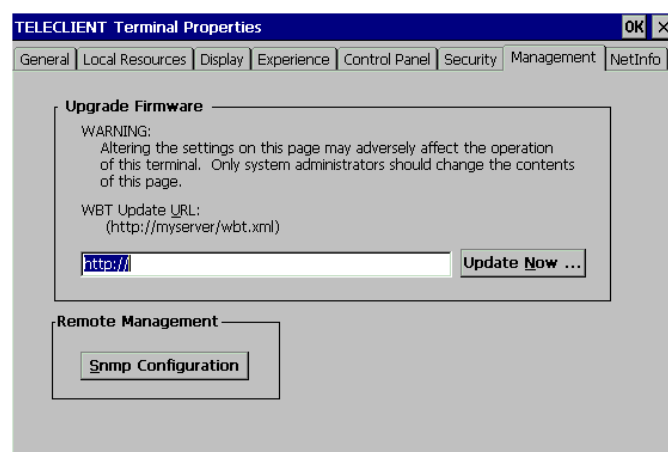 TELECLIENT Terminal Properties OK ×
General Local Resources Display Experience Control Panel Security Management NetInfo
Upgrade Firmware
WARNING:
Altering the settings on this page may adversely affect the operation
of this terminal. Only system administrators should change the contents
of this page.
WBT Update URL:
(http://myserver/wbt.xml)
http:// Update Now ...
Remote Management
Snmp Configuration